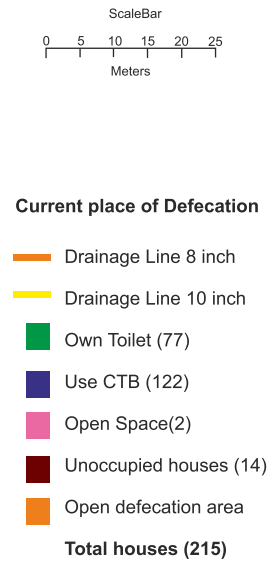 ScaleBar
0 5 10 15 20 25
Meters
Current place of Defecation
Drainage Line 8 inch
Drainage Line 10 inch
Own Toilet (77)
Use CTB (122)
Open Space(2)
Unoccupied houses (14)
Open defecation area
Total houses (215)